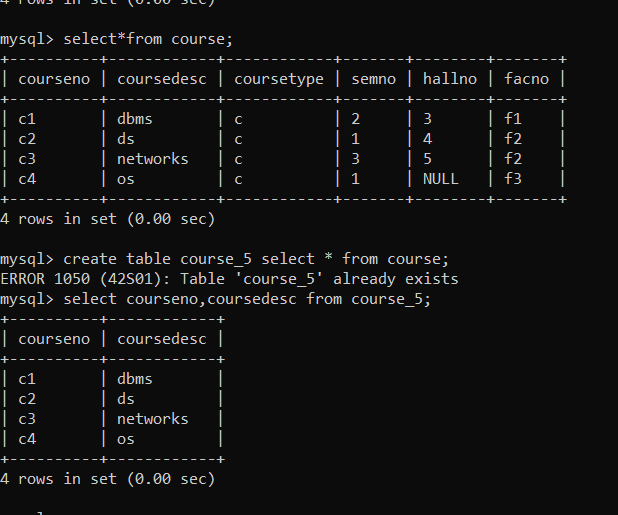 4 rows in set (0.00 sec)
mysql> select*from course;
+----------+------------+------------+-------+--------+-------+
| courseno | coursedesc | coursetype | semno | hallno | facno |
+----------+------------+------------+-------+--------+-------+
| c1       | dbms       | c          | 2     | 3      | f1    |
| c2       | ds         | c          | 1     | 4      | f2    |
| c3       | networks   | c          | 3     | 5      | f2    |
| c4       | os         | c          | 1     | NULL   | f3    |
+----------+------------+------------+-------+--------+-------+
4 rows in set (0.00 sec)
mysql> create table course_5 select * from course;
ERROR 1050 (42S01): Table 'course_5' already exists
mysql> select courseno,coursedesc from course_5;
+----------+------------+
| courseno | coursedesc |
+----------+------------+
| c1       | dbms       |
| c2       | ds         |
| c3       | networks   |
| c4       | os         |
+----------+------------+
4 rows in set (0.00 sec)